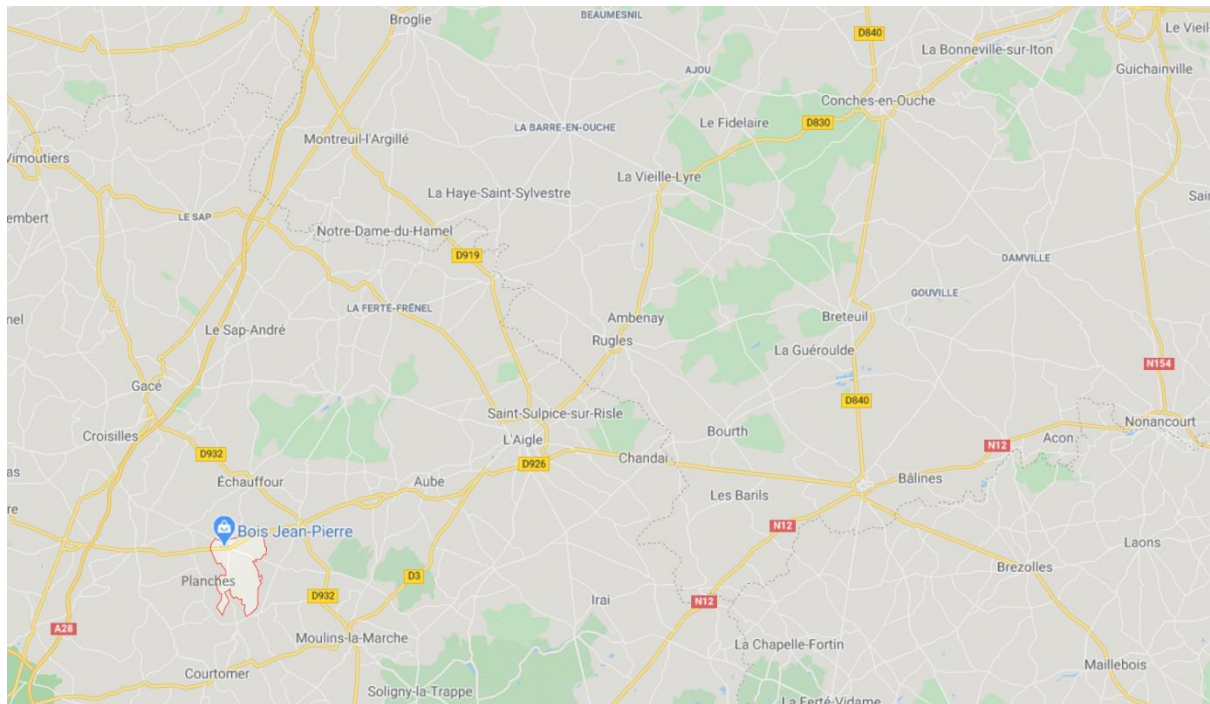 BEAUMESNIL
Broglie
Le Vieil
D840
La Bonneville-sur-Iton
Guichainville
AJOU
Conches-en-Ouche
Le Fidelaire
D830
LA BARRE-EN-OUCHE
Montreuil-l'Argillé
Vimoutiers
La Vieille-Lyre
La Haye-Saint-Sylvestre
Sai
embert
LE SAP
Notre-Dame-du-Hamel
D919
DAMVILLE
GOUVILLE
LA FERTÉ-FRÊNEL
nel
Ambenay
Breteuil
Le Sap-André
Rugles
La Guéroulde
N154
Gacé
D840
Saint-Sulpice-sur-Risle
Nonancourt
Croisilles
L'Aigle
Bourth
Acon
N12
D932
Chandai
D926
as
Échauffour
Aube
Bâlines
Les Barils
re
N12
Bois Jean-Pierre
Laons
Brezolles
Planches
D3
D932
Irai
N12
A28
Moulins-la-Marche
La Chapelle-Fortin
Maillebois
Courtomer
Soligny-la-Trappe
La Ferté-Vidame